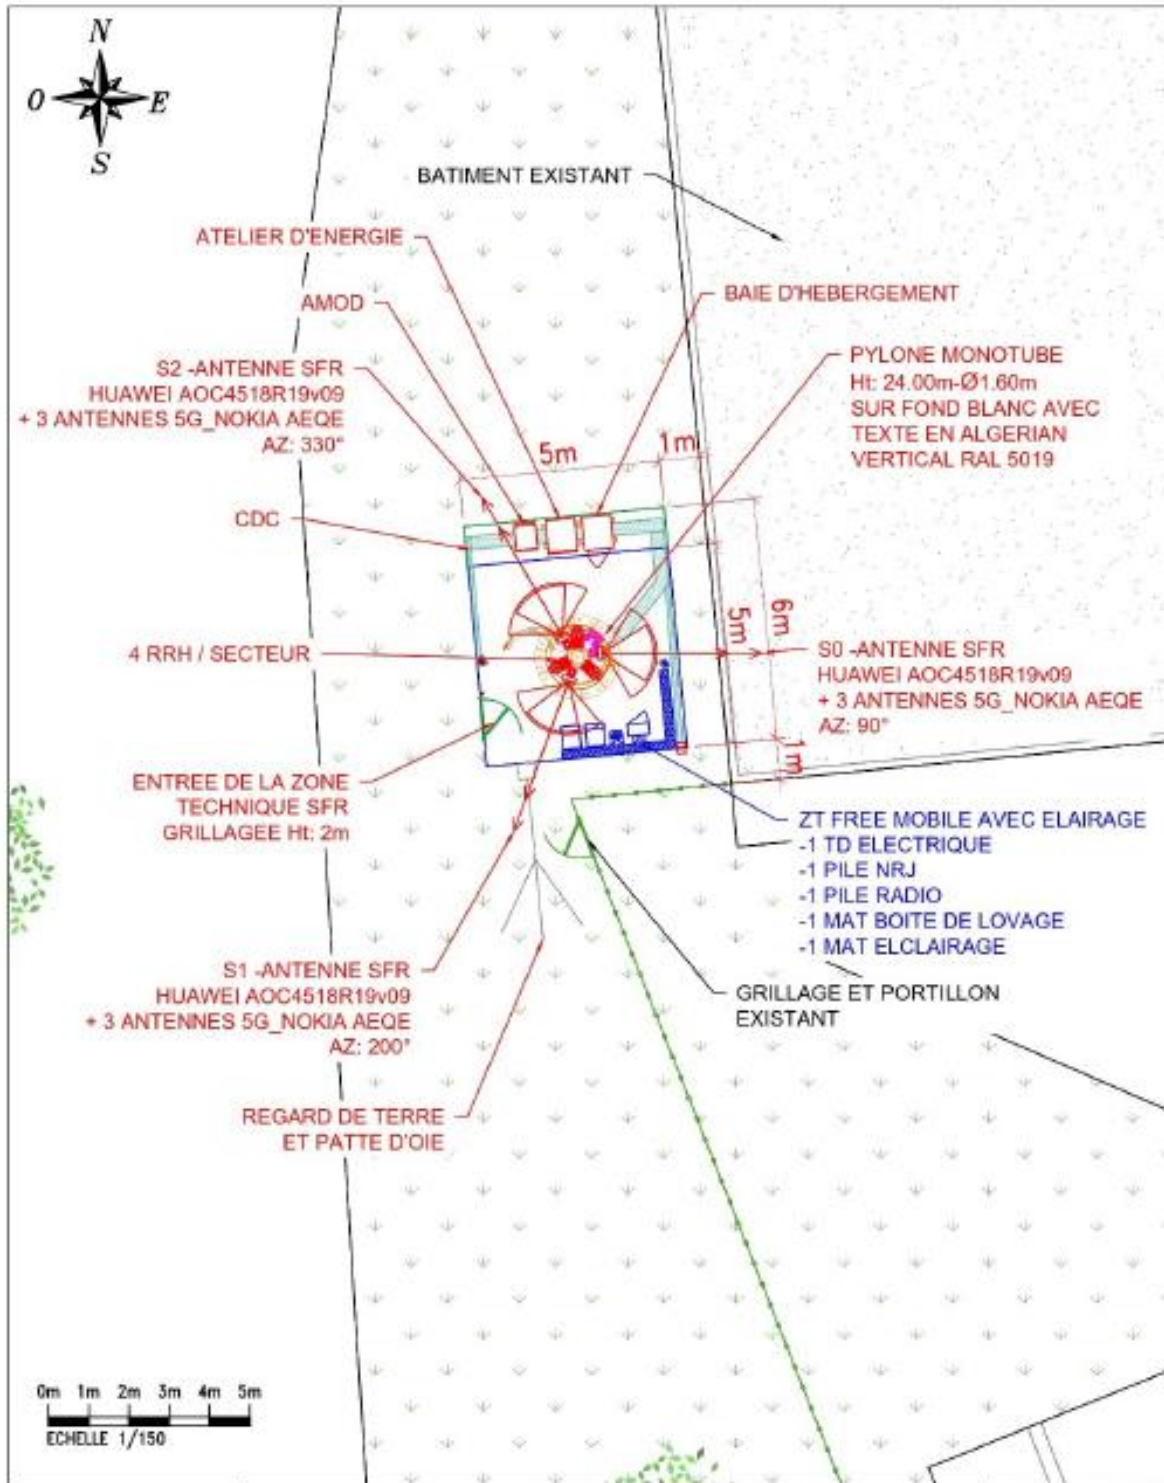 N
O
E
S
BATIMENT EXISTANT
ATELIER D'ENERGIE
AMOD
BAIE D'HEBERGEMENT
S2 -ANTENNE SFR
HUAWEI AOC4518R19v09
+ 3 ANTENNES 5G_NOKIA AEQE
AZ: 330°
PYLONE MONOTUBE
Ht: 24.00m-Ø1.60m
SUR FOND BLANC AVEC
TEXTE EN ALGERIAN
VERTICAL RAL 5019
5m
1m
CDC
5m
6m
1m
4 RRH / SECTEUR
S0 -ANTENNE SFR
HUAWEI AOC4518R19v09
+ 3 ANTENNES 5G_NOKIA AEQE
AZ: 90°
ENTREE DE LA ZONE
TECHNIQUE SFR
GRILLAGEE Ht: 2m
ZT FREE MOBILE AVEC ELAIRAGE
-1 TD ELECTRIQUE
-1 PILE NRJ
-1 PILE RADIO
-1 MAT BOITE DE LOVAGE
-1 MAT ELCLAIRAGE
S1 -ANTENNE SFR
HUAWEI AOC4518R19v09
+ 3 ANTENNES 5G_NOKIA AEQE
AZ: 200°
GRILLAGE ET PORTILLON
EXISTANT
REGARD DE TERRE
ET PATTE D'OIE
0m 1m 2m 3m 4m 5m
ECHELLE 1/150